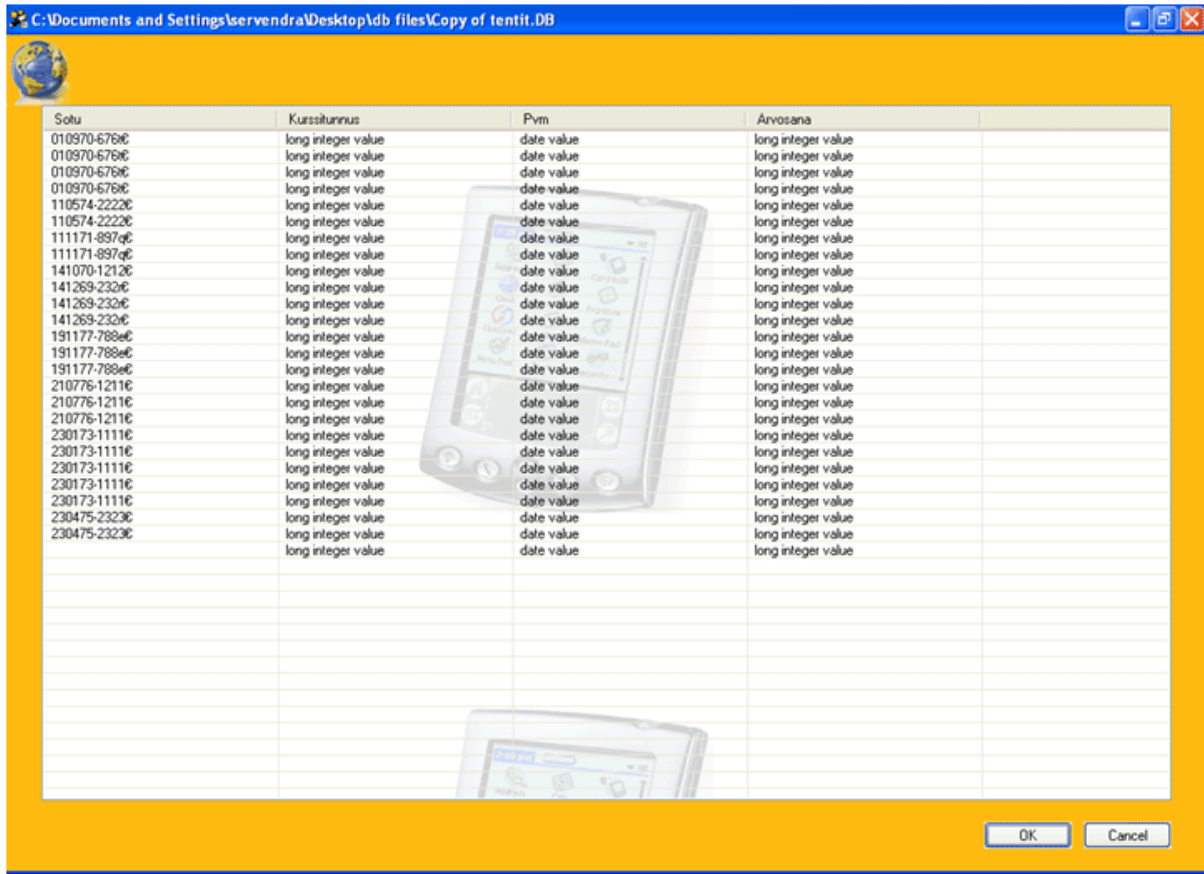 C:\Documents and Settings\servendra\Desktop\db files\Copy of tentit.DB
Sotu Kurssitunnus Pvm Arvosana
010970-676t€ long integer value date value long integer value
010970-676t€ long integer value date value long integer value
010970-676t€ long integer value date value long integer value
010970-676t€ long integer value date value long integer value
110574-2222€ long integer value date value long integer value
110574-2222€ long integer value date value long integer value
111171-897q€ long integer value date value long integer value
111171-897q€ long integer value date value long integer value
141070-1212€ long integer value date value long integer value
141269-232r€ long integer value date value long integer value
141269-232r€ long integer value date value long integer value
141269-232r€ long integer value date value long integer value
191177-788e€ long integer value date value long integer value
191177-788e€ long integer value date value long integer value
191177-788e€ long integer value date value long integer value
210776-1211€ long integer value date value long integer value
210776-1211€ long integer value date value long integer value
210776-1211€ long integer value date value long integer value
230173-1111€ long integer value date value long integer value
230173-1111€ long integer value date value long integer value
230173-1111€ long integer value date value long integer value
230173-1111€ long integer value date value long integer value
230173-1111€ long integer value date value long integer value
230475-2323€ long integer value date value long integer value
230475-2323€ long integer value date value long integer value
long integer value date value long integer value
OK Cancel